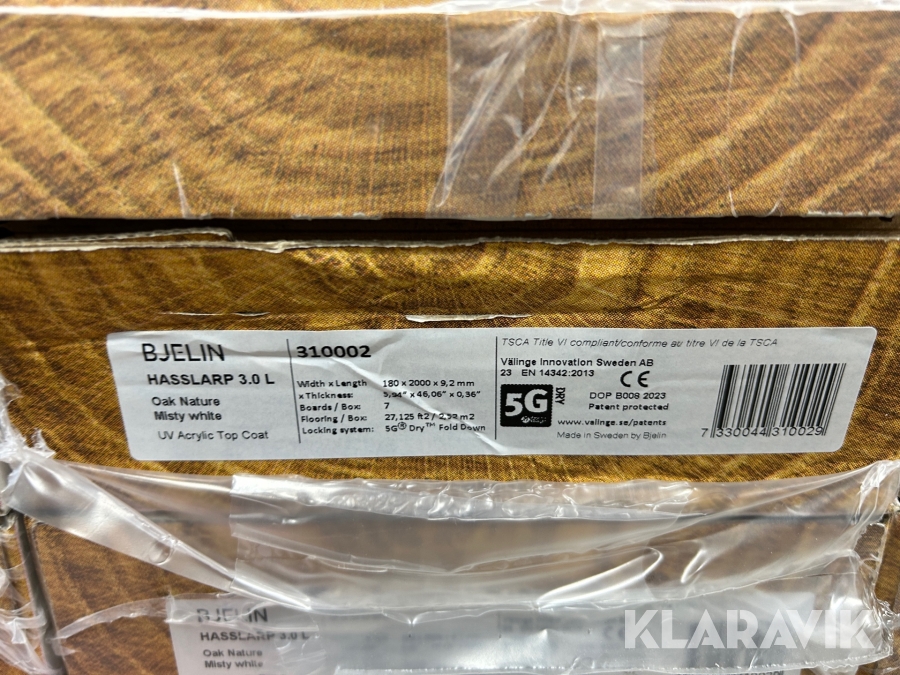 BJELIN
HASSLARP 3.0 L
Oak Nature
Misty white
UV Acrylic Top Coat
310002
Width x Length 180 x 2000 x 9,2 mm
x Thickness: 5,94" x 46,06" x 0,36"
Boards / Box: 7
Flooring / Box: 27,125 ft2 / 2,52 m2
Locking system: 5G® Dry™ Fold Down
TSCA Title VI compliant/conforme au titre VI de la TSCA
Välinge Innovation Sweden AB
23 EN 14342:2013
CE
5G
DRY
DOP B008 2023
Patent protected
www.valinge.se/patents
Made in Sweden by Bjelin
7 330044 310029
BJELIN
HASSLARP 3.0 L
Oak Nature
Misty white
KLARAVIK
KLARAVIK